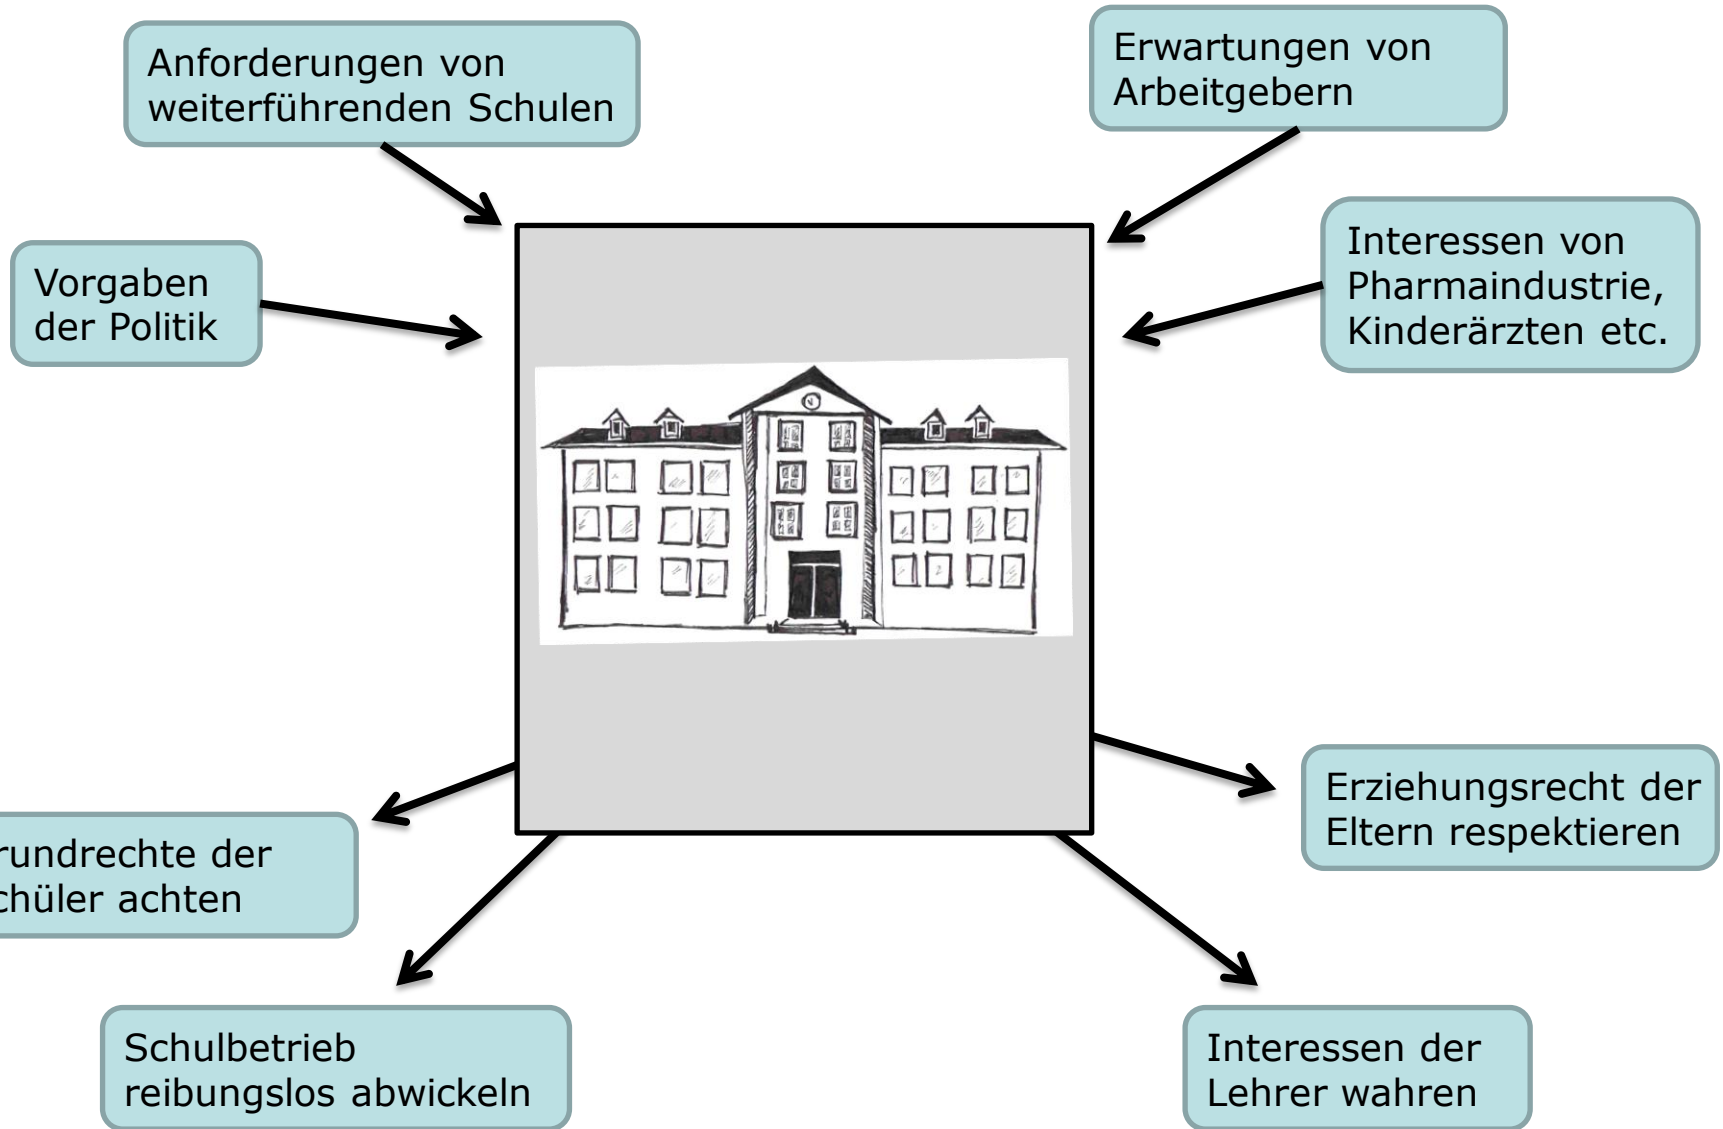 Anforderungen von
weiterführenden Schulen
Erwartungen von
Arbeitgebern
Vorgaben
der Politik
Interessen von
Pharmaindustrie,
Kinderärzten etc.
rundrechte der
chüler achten
Erziehungsrecht der
Eltern respektieren
Schulbetrieb
reibungslos abwickeln
Interessen der
Lehrer wahren